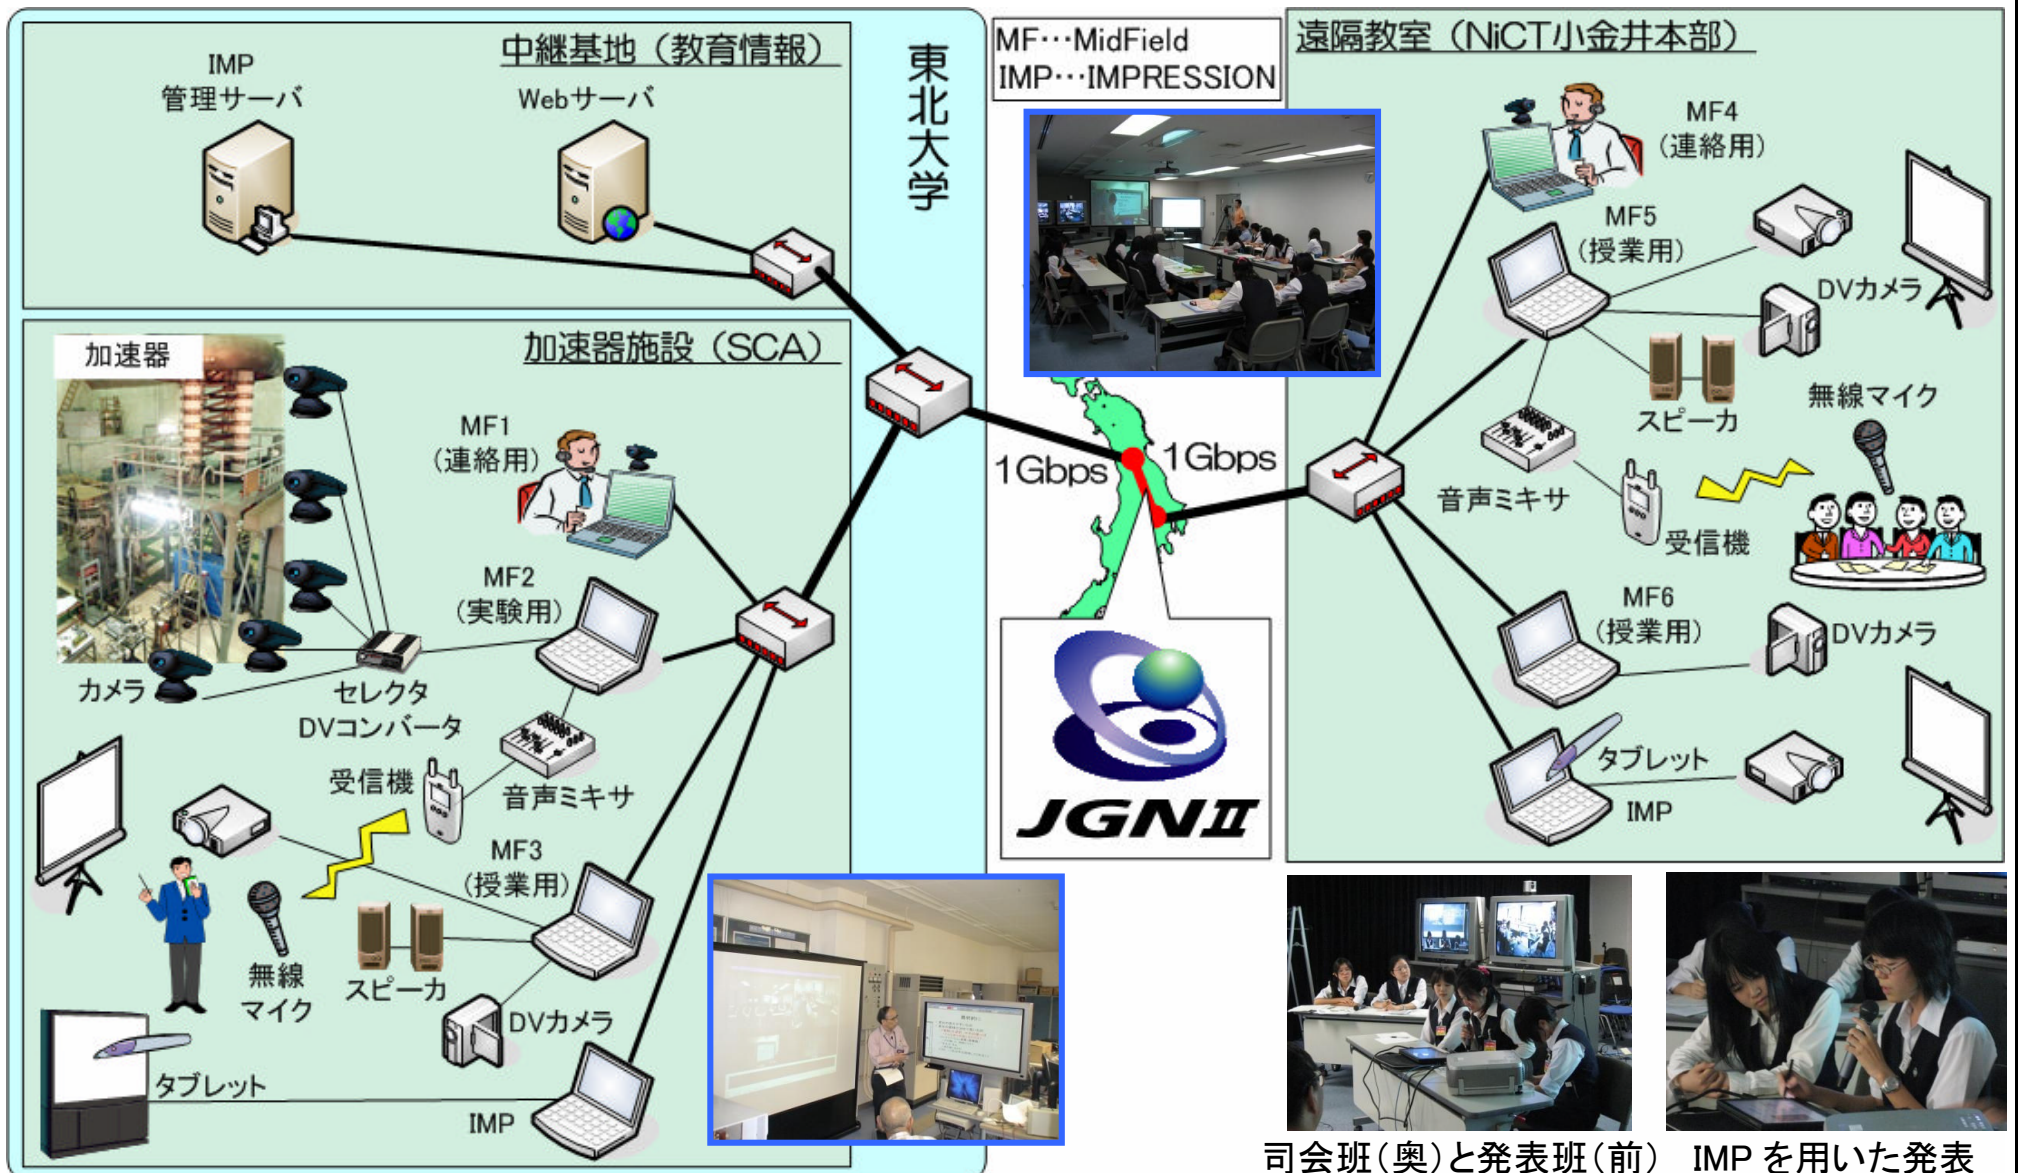 中継基地（教育情報）
IMP
管理サーバ
Webサーバ
東北大学
MF…MidField
IMP…IMPRESSION
加速器施設（SCA）
加速器
MF1
（連絡用）
MF2
（実験用）
カメラ
セレクタ
DVコンバータ
受信機
音声ミキサ
MF3
（授業用）
無線
マイク
スピーカ
DVカメラ
タブレット
IMP
1Gbps
1Gbps
JGNⅡ
遠隔教室（NiCT小金井本部）
MF4
（連絡用）
MF5
（授業用）
DVカメラ
スピーカ
無線マイク
音声ミキサ
受信機
MF6
（授業用）
DVカメラ
タブレット
IMP
司会班（奥）と発表班（前）
IMP を用いた発表